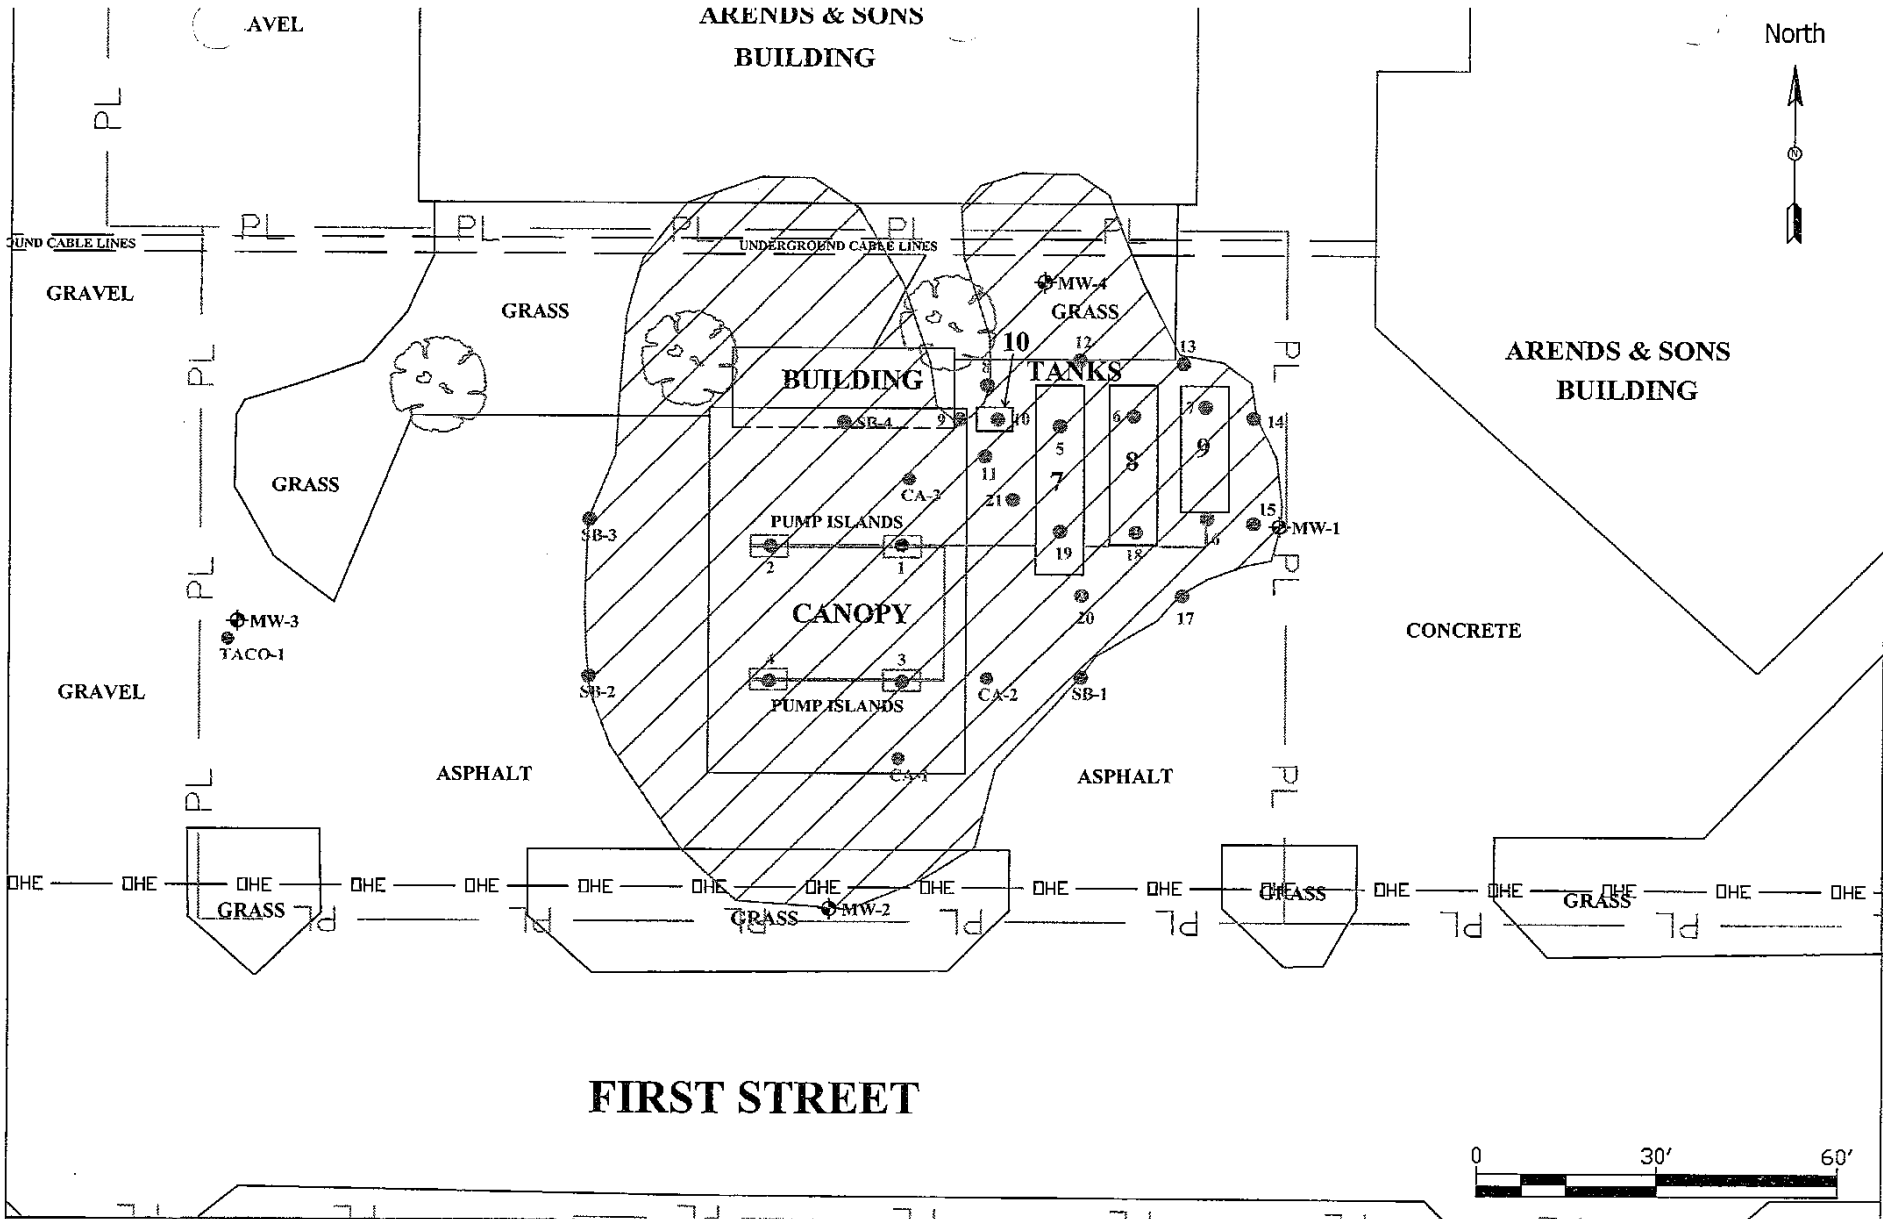 ARENDS & SONS
BUILDING
AVEL
North
N
PL
PL
PL
PL
PL
PL
UNDERGROUND CABLE LINES
OUND CABLE LINES
GRAVEL
GRASS
MW-4
GRASS
10
12
13
PL
PL
ARENDS & SONS
BUILDING
BUILDING
8
TANKS
SB-4
9
10
5
6
7
14
7
8
9
11
GRASS
CA-3
21
SB-3
PUMP ISLANDS
2
1
19
18
16
15
MW-1
PL
PL
MW-3
TACO-1
CANOPY
20
17
CONCRETE
GRAVEL
SB-2
4
3
CA-2
SB-1
PUMP ISLANDS
CA-1
ASPHALT
ASPHALT
PL
PL
OHE OHE OHE OHE OHE OHE OHE OHE OHE OHE OHE OHE OHE OHE OHE OHE OHE
GRASS
GRASS
MW-2
GRASS
GRASS
PL PL PL PL PL PL PL
FIRST STREET
0 30' 60'